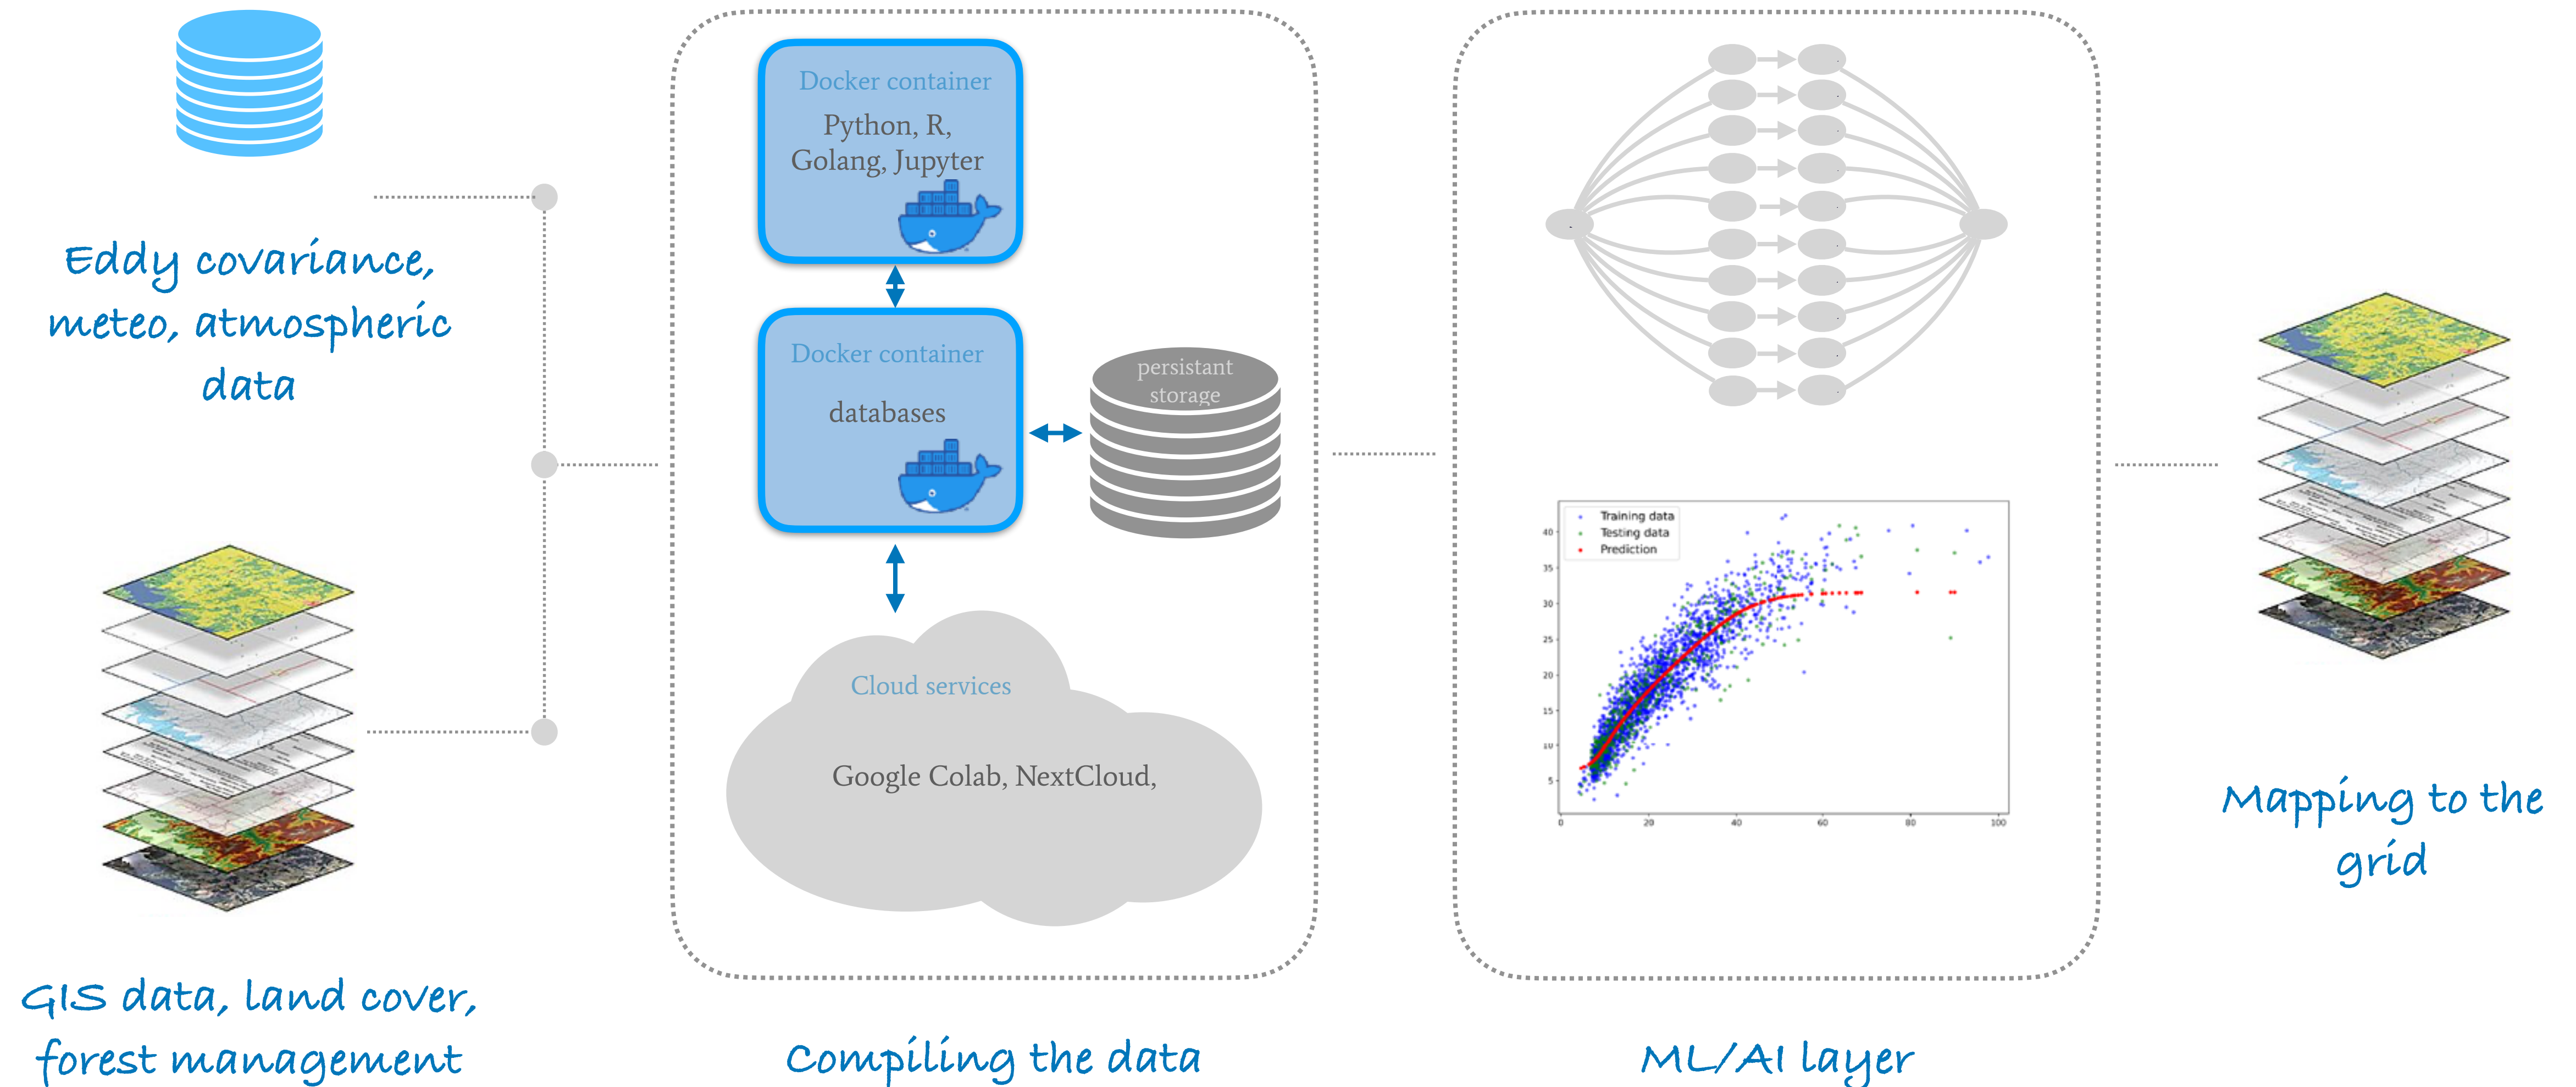 Eddy covariance,
meteo, atmospheric
data
GIS data, land cover,
forest management
Docker container
Python, R,
Golang, Jupyter
Docker container
databases
persistant
storage
Cloud services
Google Colab, NextCloud,
Compiling the data
Training data
Testing data
Prediction
40
35
30
25
20
15
10
5
0 20 40 60 80 100
ML/AI layer
Mapping to the
grid